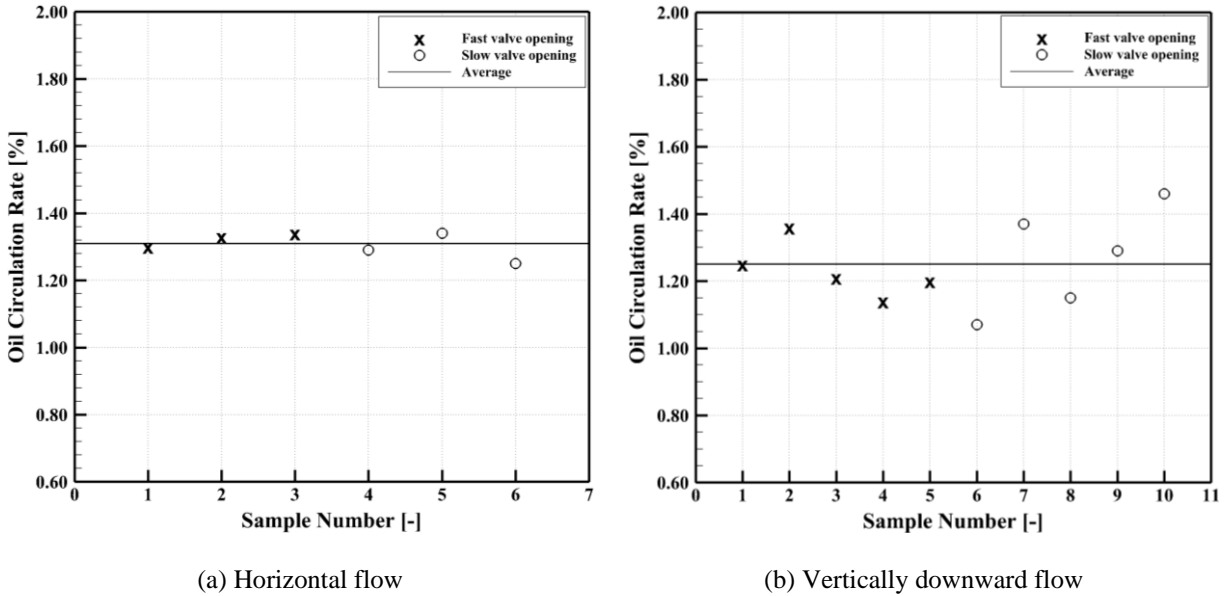 2.00
1.80
1.60
1.40
1.20
1.00
0.80
0.60
Oil Circulation Rate [%]
Fast valve opening
Slow valve opening
Average
0 1 2 3 4 5 6 7
Sample Number [-]
(a) Horizontal flow
2.00
1.80
1.60
1.40
1.20
1.00
0.80
0.60
Oil Circulation Rate [%]
Fast valve opening
Slow valve opening
Average
0 1 2 3 4 5 6 7 8 9 10 11
Sample Number [-]
(b) Vertically downward flow